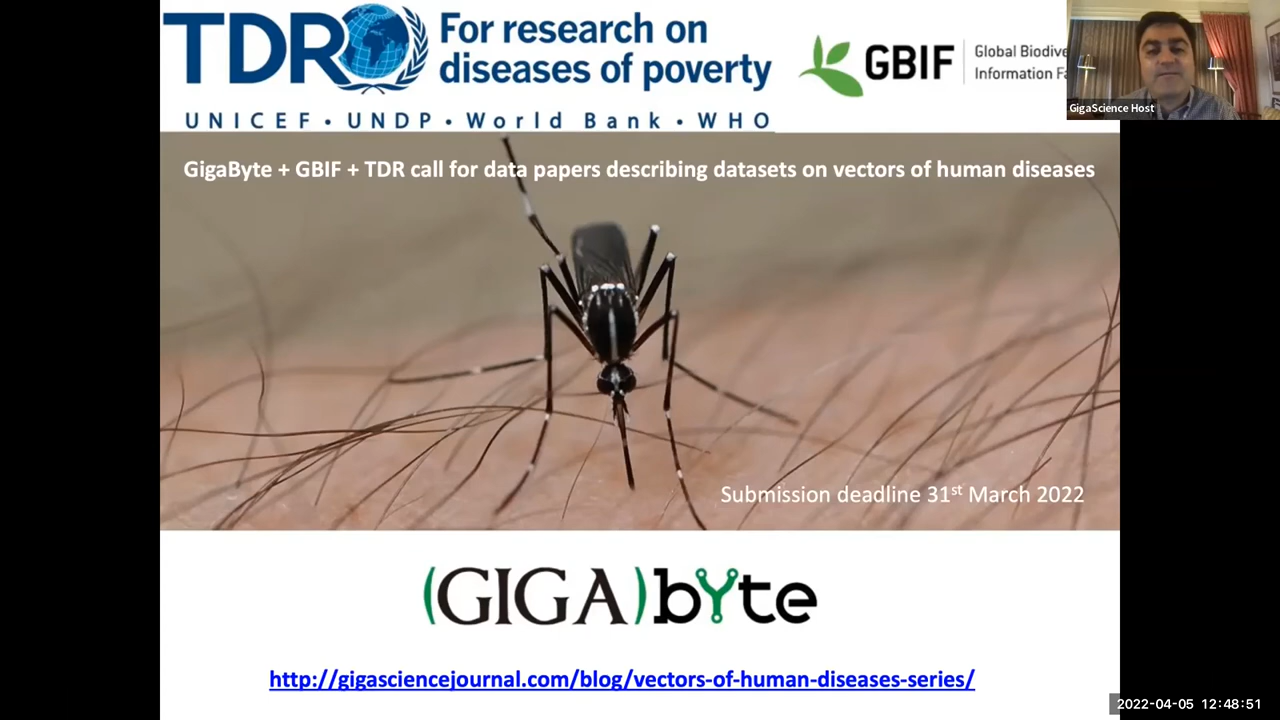 TDR
For research on
diseases of poverty
UNICEF • UNDP • World Bank • WHO
GBIF
Global Biodive
Information Fa
GigaScience Host
GigaByte + GBIF + TDR call for data papers describing datasets on vectors of human diseases
Submission deadline 31st March 2022
(GIGA)byte
http://gigasciencejournal.com/blog/vectors-of-human-diseases-series/
2022-04-05 12:48:51